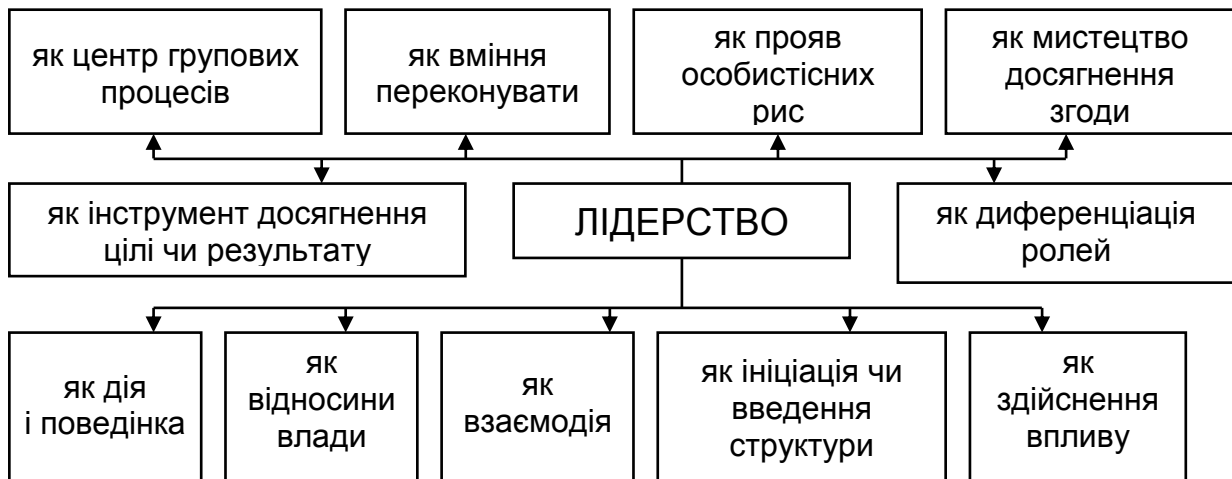 як центр групових
процесів
як вміння
переконувати
як прояв
особистісних
рис
як мистецтво
досягнення
згоди
як інструмент досягнення
цілі чи результату
ЛІДЕРСТВО
як диференціація
ролей
як дія
і поведінка
як
відносини
влади
як
взаємодія
як ініціація чи
введення
структури
як
здійснення
впливу